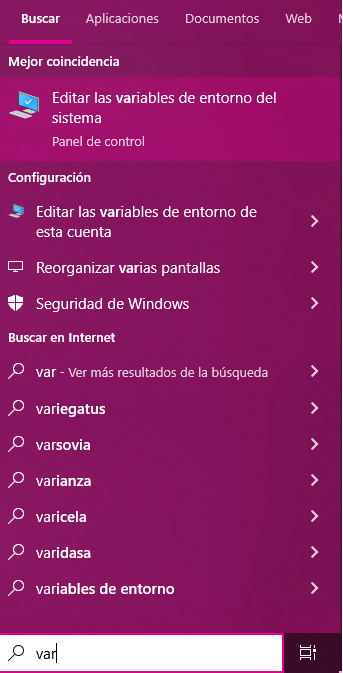 Buscar Aplicaciones Documentos Web
Mejor coincidencia
Editar las variables de entorno del
sistema
Panel de control
Configuración
Editar las variables de entorno de
esta cuenta
Reorganizar varias pantallas
Seguridad de Windows
Buscar en Internet
var - Ver más resultados de la búsqueda
variegatus
varsovia
varianza
varicela
varidasa
variables de entorno
var